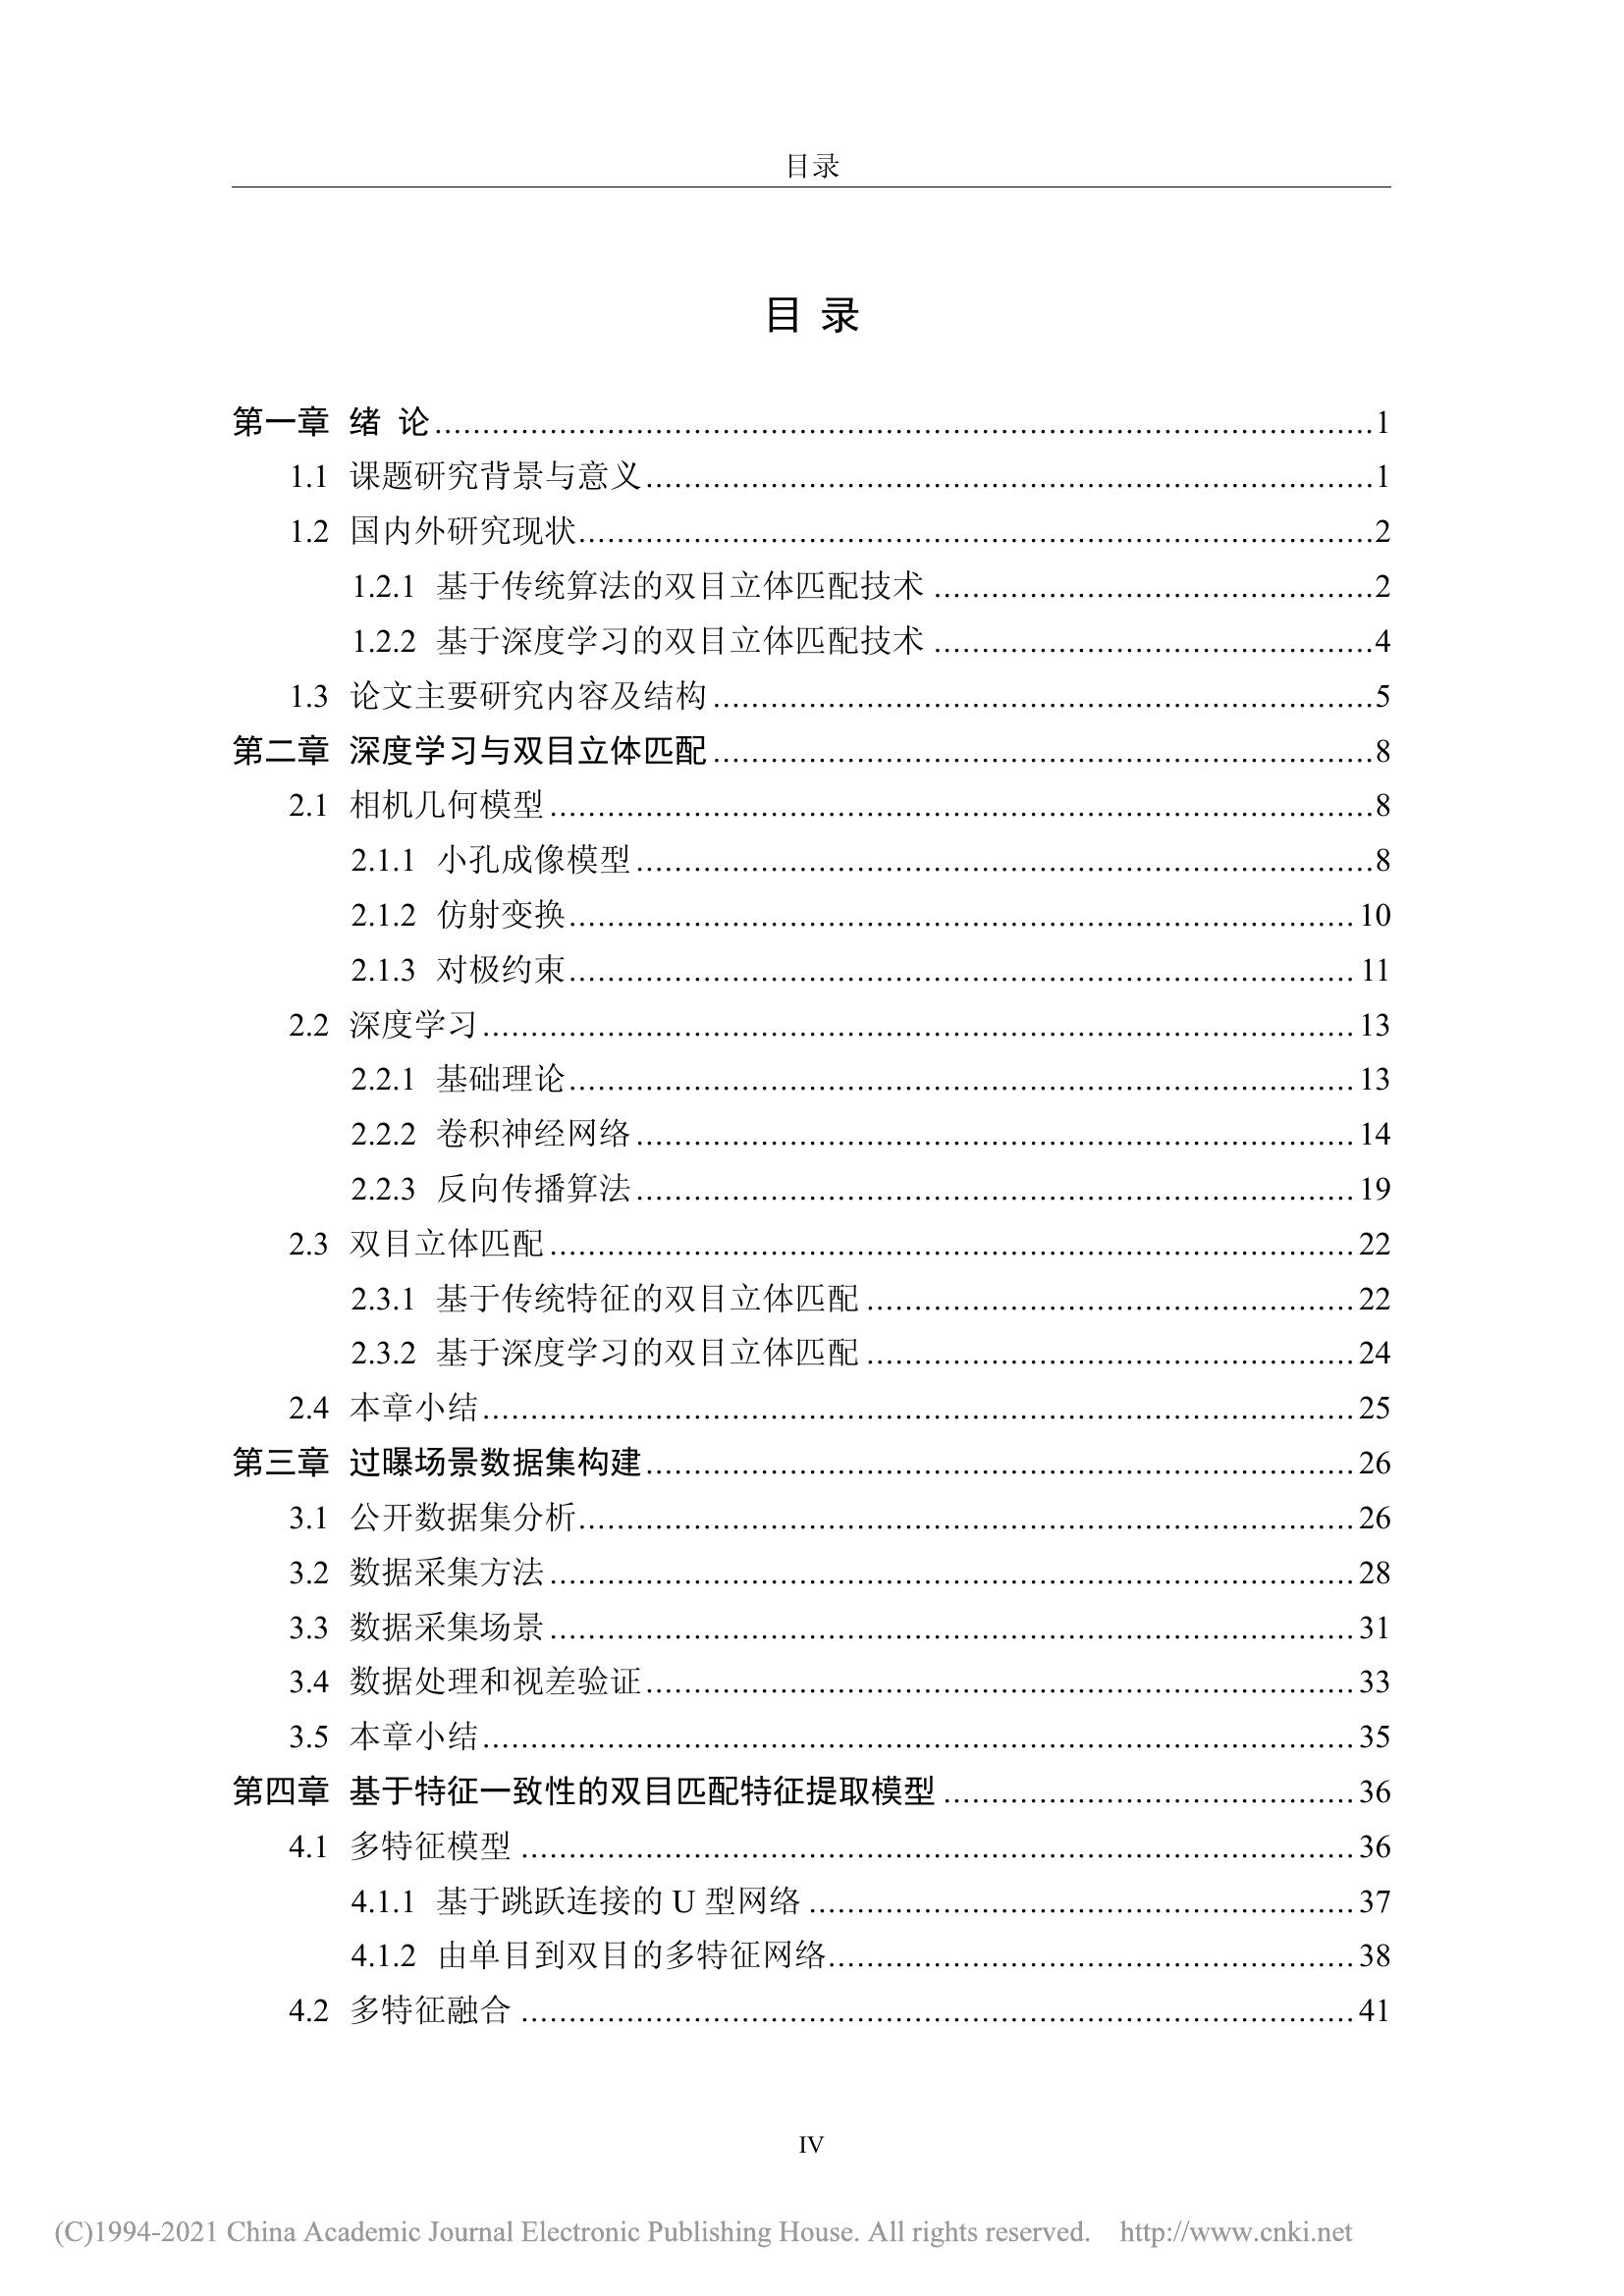 目录
目 录
第一章 绪 论........................1
1.1 课题研究背景与意义........................1
1.2 国内外研究现状........................2
1.2.1 基于传统算法的双目立体匹配技术........................2
1.2.2 基于深度学习的双目立体匹配技术........................4
1.3 论文主要研究内容及结构........................5
第二章 深度学习与双目立体匹配........................8
2.1 相机几何模型........................8
2.1.1 小孔成像模型........................8
2.1.2 仿射变换........................10
2.1.3 对极约束........................11
2.2 深度学习........................13
2.2.1 基础理论........................13
2.2.2 卷积神经网络........................14
2.2.3 反向传播算法........................19
2.3 双目立体匹配........................22
2.3.1 基于传统特征的双目立体匹配........................22
2.3.2 基于深度学习的双目立体匹配........................24
2.4 本章小结........................25
第三章 过曝场景数据集构建........................26
3.1 公开数据集分析........................26
3.2 数据采集方法........................28
3.3 数据采集场景........................31
3.4 数据处理和视差验证........................33
3.5 本章小结........................35
第四章 基于特征一致性的双目匹配特征提取模型........................36
4.1 多特征模型........................36
4.1.1 基于跳跃连接的 U 型网络........................37
4.1.2 由单目到双目的多特征网络........................38
4.2 多特征融合........................41
IV
(C)1994-2021 China Academic Journal Electronic Publishing House. All rights reserved. http://www.cnki.net